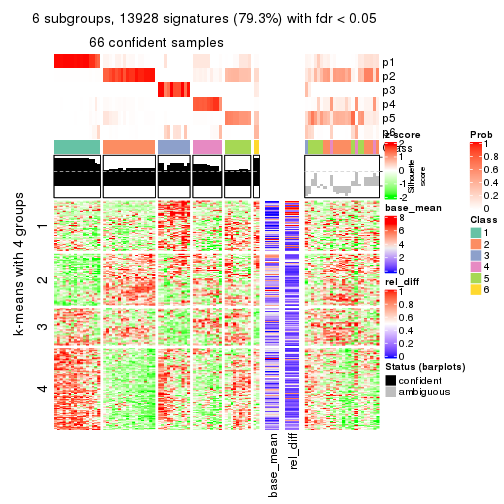 6 subgroups, 13928 signatures (79.3%) with fdr < 0.05
66 confident samples
p1
p2
p3
p4
p5
p6
Class
Silhouette
score
k-means with 4 groups
1
2
3
4
base_mean
rel_diff
z-score
2
1
0
-1
-2
base_mean
8
6
4
2
0
rel_diff
1
0.8
0.6
0.4
0.2
0
Status (barplots)
confident
ambiguous
Prob
1
0.8
0.6
0.4
0.2
0
Class
1
2
3
4
5
6